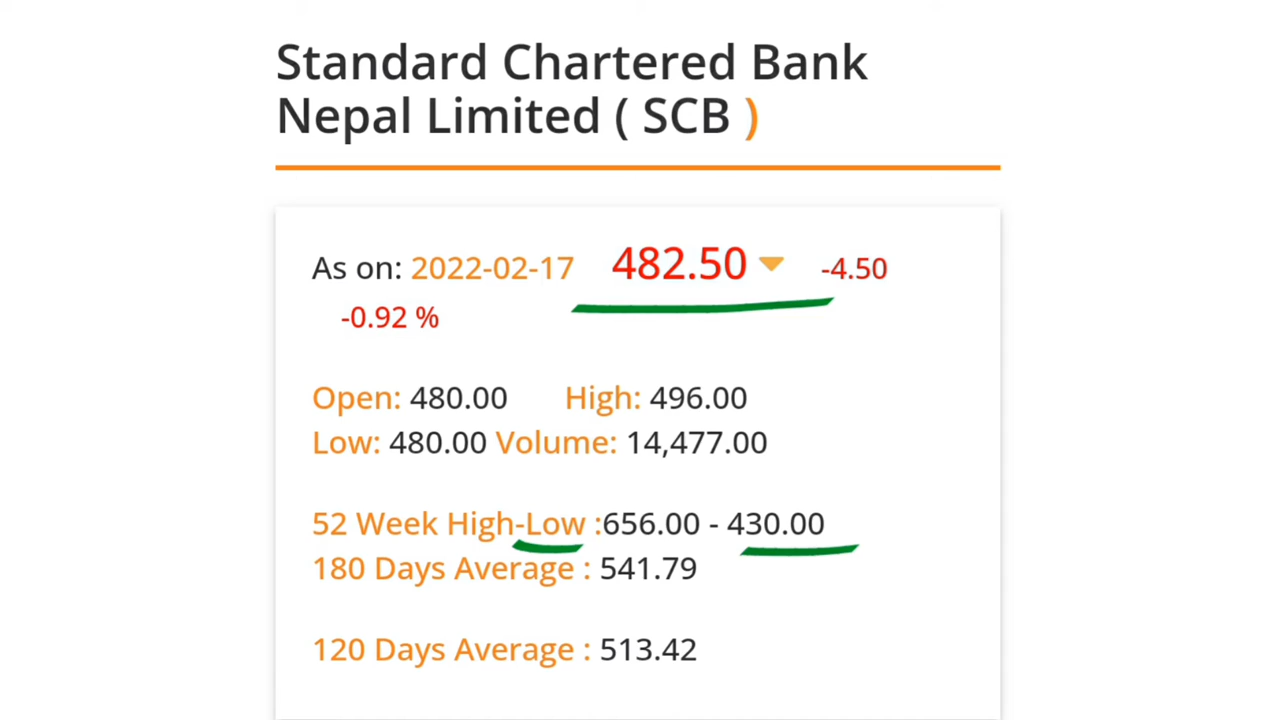 Standard Chartered Bank
Nepal Limited ( SCB )
As on: 2022-02-17 482.50 -4.50
-0.92 %
Open: 480.00 High: 496.00
Low: 480.00 Volume: 14,477.00
52 Week High-Low :656.00 - 430.00
180 Days Average : 541.79
120 Days Average : 513.42